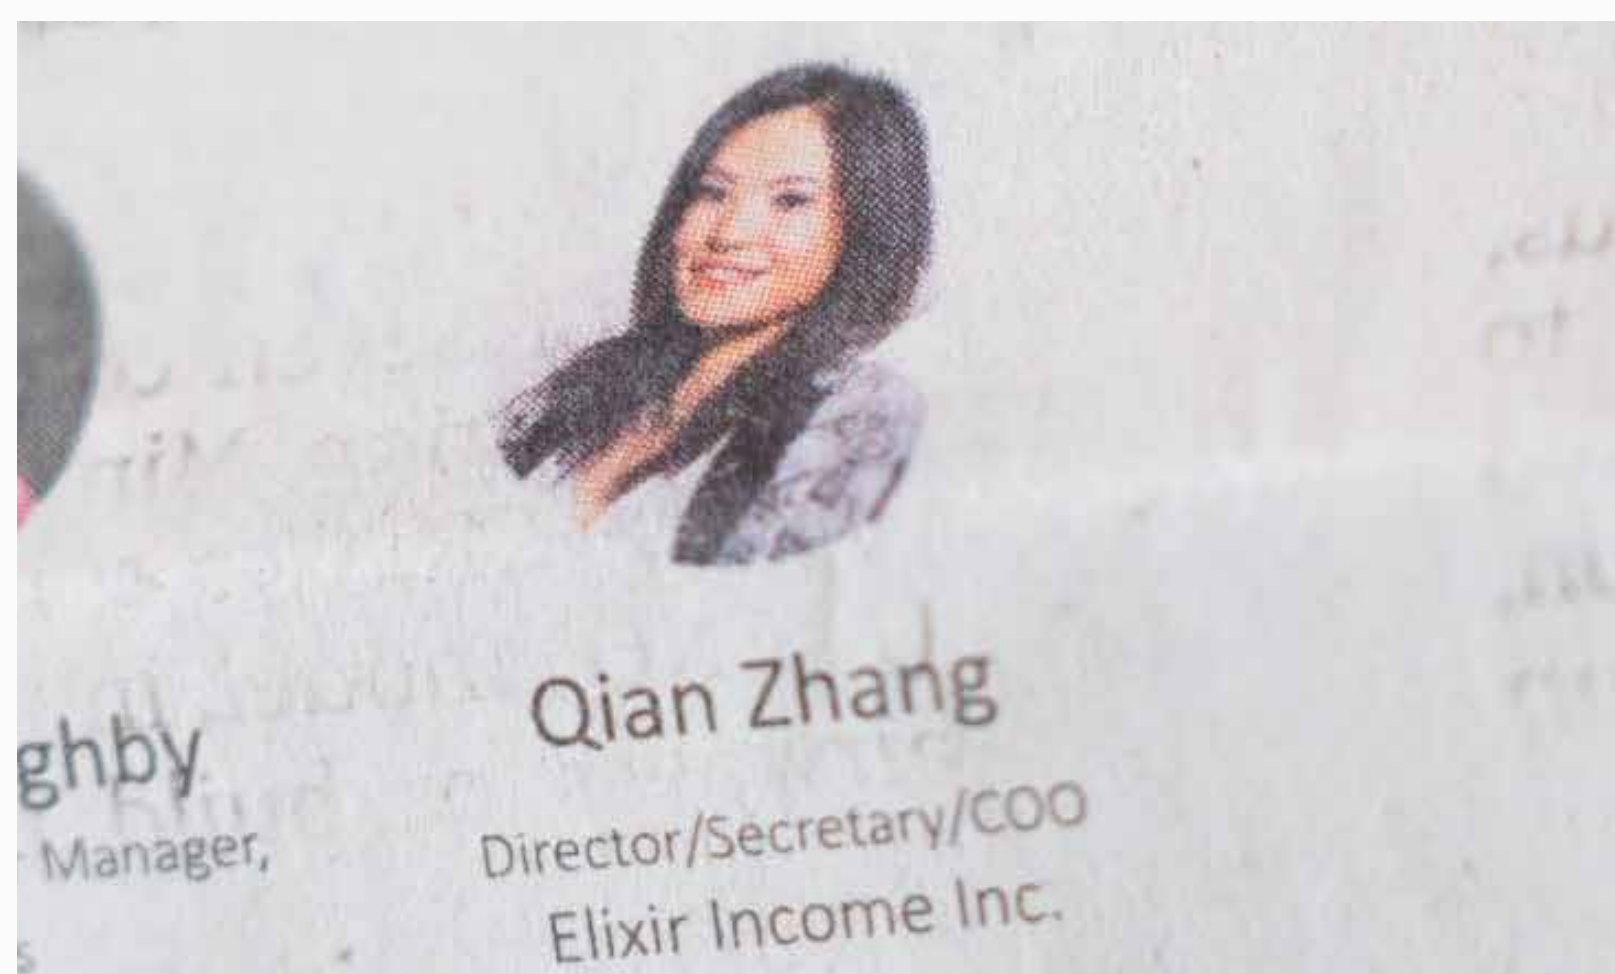 ghby
Manager,
s
Qian Zhang
Director/Secretary/COO
Elixir Income Inc.